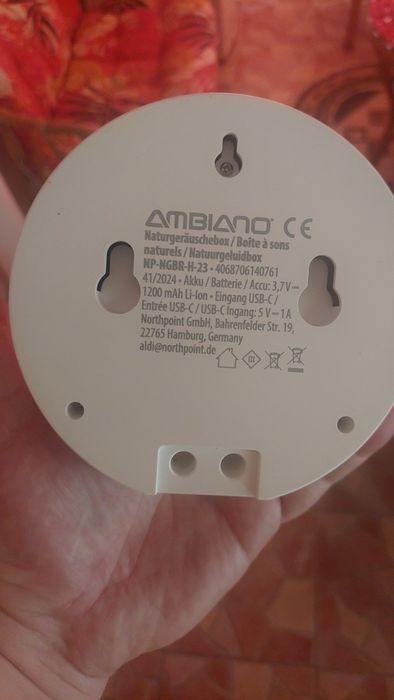 AMBIANO® CE
Naturgeräuschebox / Boîte à sons
naturels / Natuurgeluidbox
NP-NGBR-H-23 • 4068706140761
41/2024 • Akku / Batterie / Accu: 3,7V⎓
1200 mAh Li-Ion • Eingang USB-C /
Entrée USB-C / USB-C Ingang: 5 V⎓1A
Northpoint GmbH, Bahrenfelder Str. 19,
22765 Hamburg, Germany
aldi@northpoint.de
III